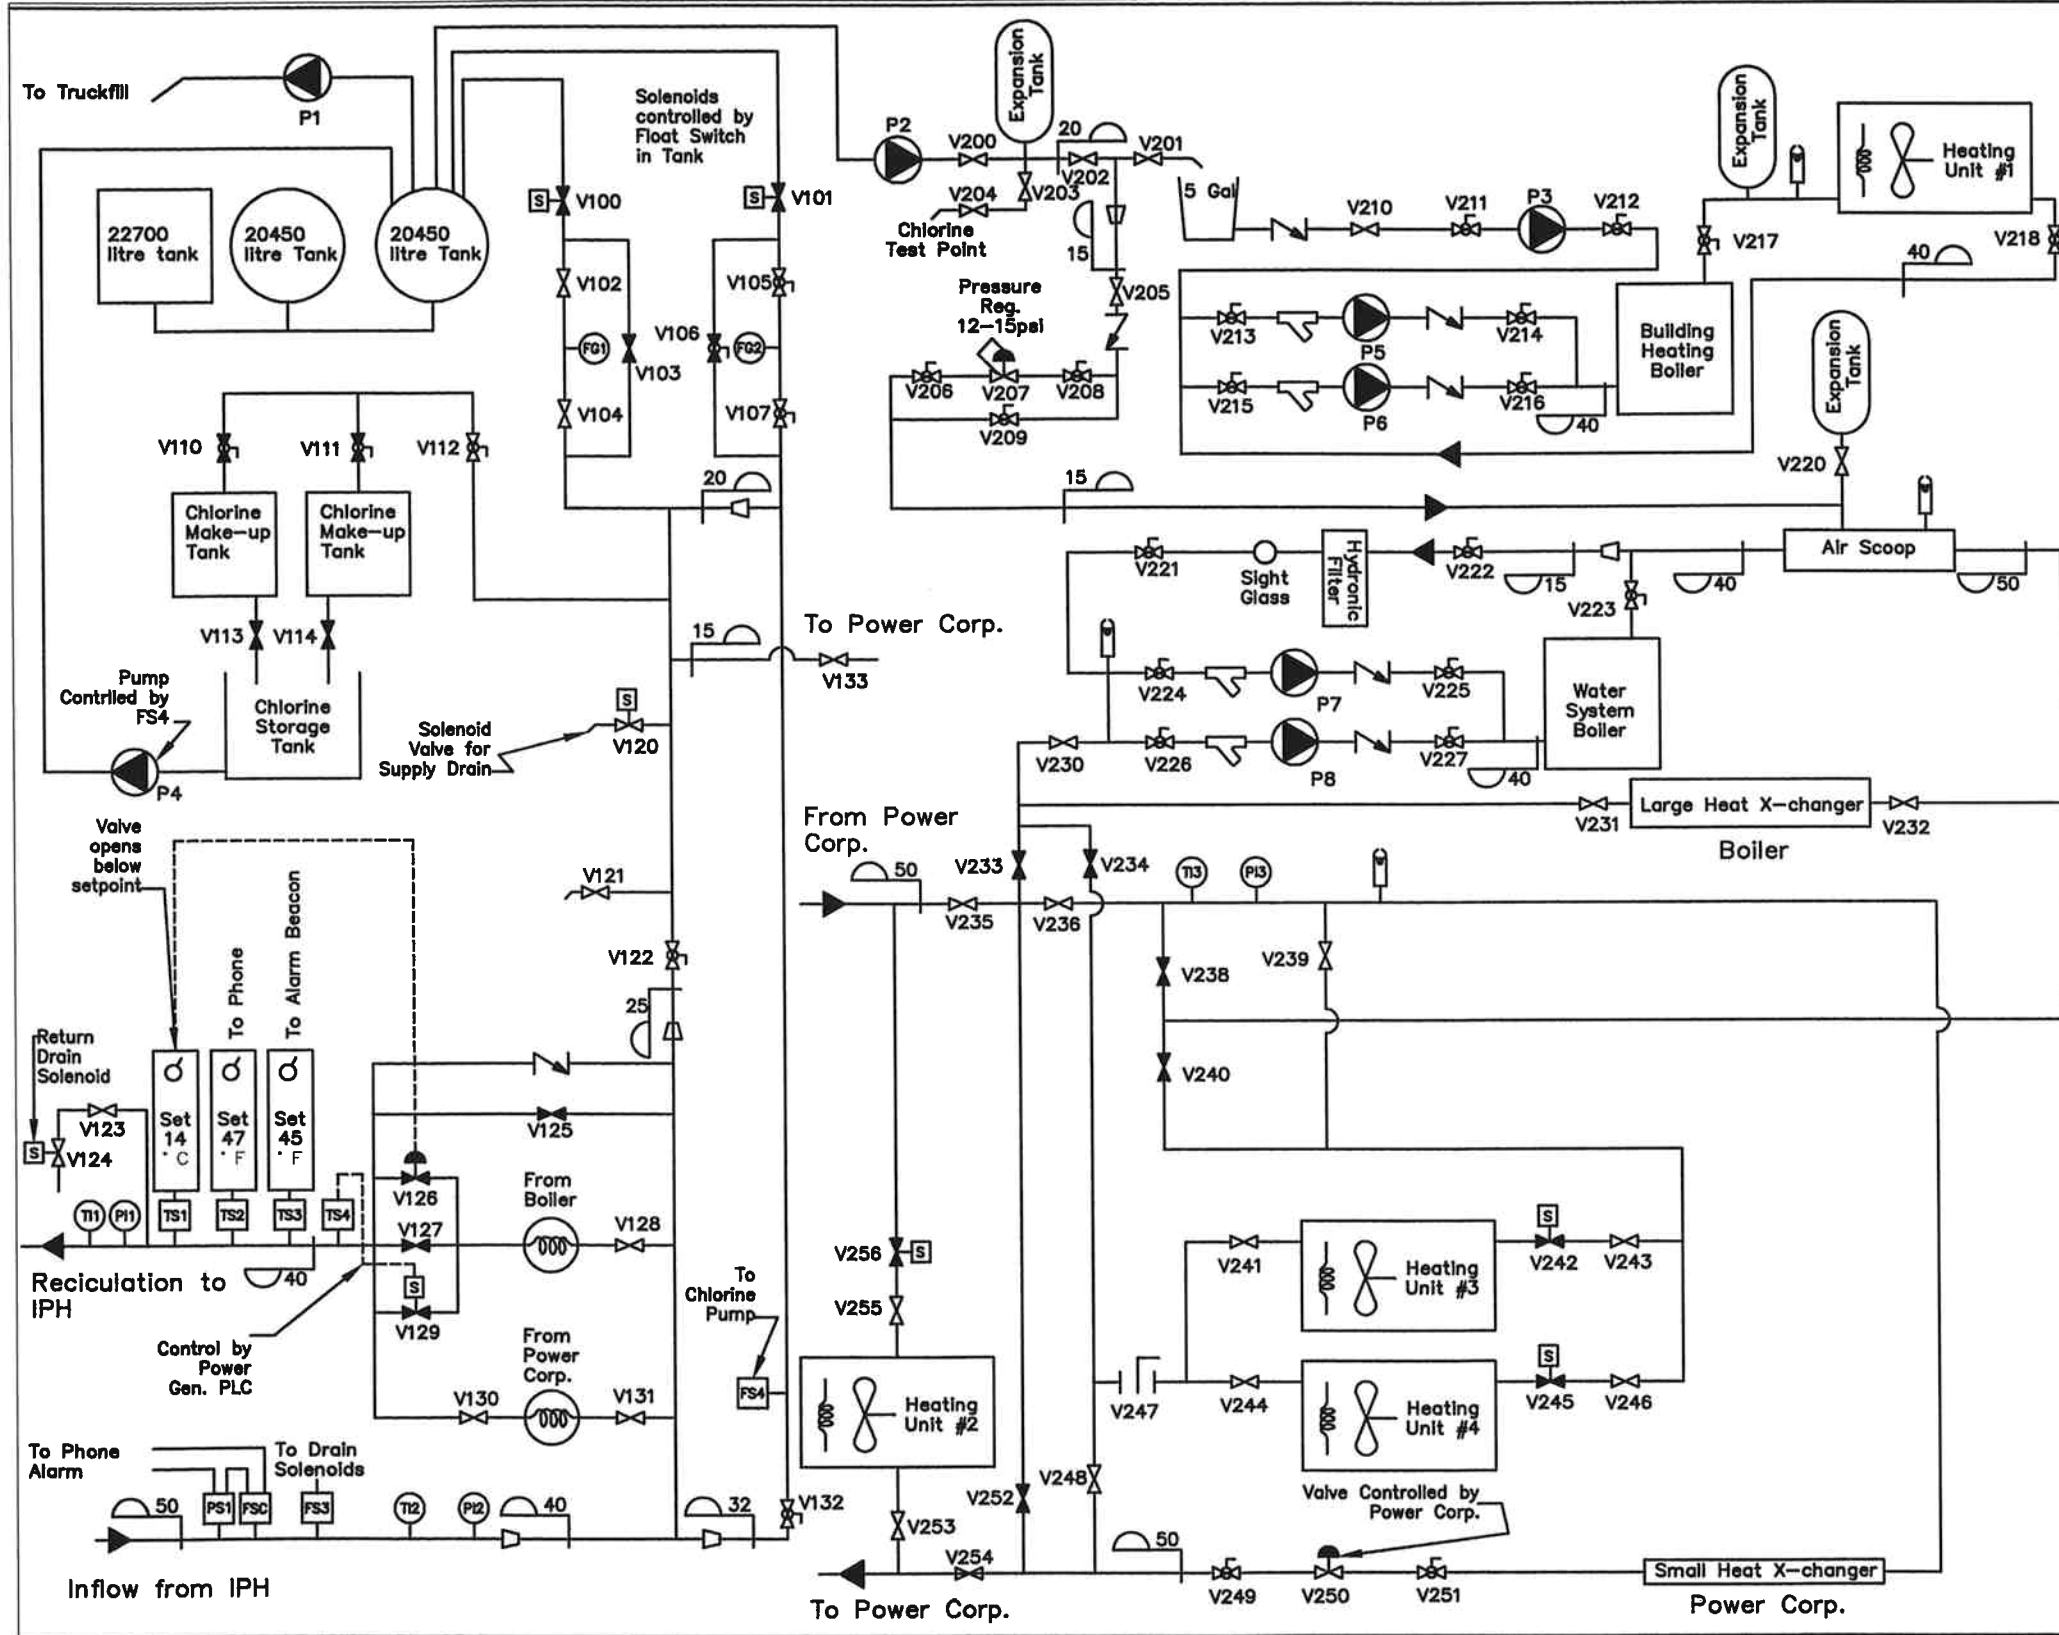 To Truckfill
P1
Solenoids
controlled by
Float Switch
in Tank
P2
V200
Expansion
Tank
20
V202
V201
V204
V203
Chlorine
Test Point
5 Gal
15
V205
V210
V211
P3
V212
Expansion
Tank
Heating
Unit #1
V217
V218
40
22700
litre tank
20450
litre Tank
20450
litre Tank
S
V100
S
V101
V102
V105
FG1
V103
V106
FG2
V104
V107
Pressure
Reg.
12-15psi
V206
V207
V208
V209
V213
P5
V214
V215
P6
V216
40
Building
Heating
Boiler
Expansion
Tank
V220
V110
V111
V112
20
15
Chlorine
Make-up
Tank
Chlorine
Make-up
Tank
V113
V114
Chlorine
Storage
Tank
Pump
Contrlled by
FS4
P4
V221
Sight
Glass
Hydronic
Filter
V222
15
40
Air Scoop
50
V223
15
To Power Corp.
V133
S
V120
Solenoid
Valve for
Supply Drain
V224
P7
V225
V230
V226
P8
V227
40
Water
System
Boiler
V231
Large Heat X-changer
V232
Boiler
From Power
Corp.
50
V233
V234
V235
V236
TI3
PI3
V238
V239
V240
Valve
opens
below
setpoint
To Phone
To Alarm Beacon
V121
V122
25
Return
Drain
Solenoid
V123
S
V124
Set
14
° C
Set
47
° F
Set
45
° F
TI1
PI1
TS1
TS2
TS3
TS4
40
Reciculation to
IPH
V125
V126
V127
S
V129
From
Boiler
V128
Control by
Power
Gen. PLC
From
Power
Corp.
V130
V131
To
Chlorine
Pump
FS4
V256
S
V255
Heating
Unit #2
V253
V254
V252
V248
V247
V241
Heating
Unit #3
S
V242
V243
V244
Heating
Unit #4
S
V245
V246
To Phone
Alarm
To Drain
Solenoids
50
PS1
FSC
FS3
TI2
PI2
40
32
V132
Inflow from IPH
To Power Corp.
50
V249
V250
V251
Valve Controlled by
Power Corp.
Small Heat X-changer
Power Corp.